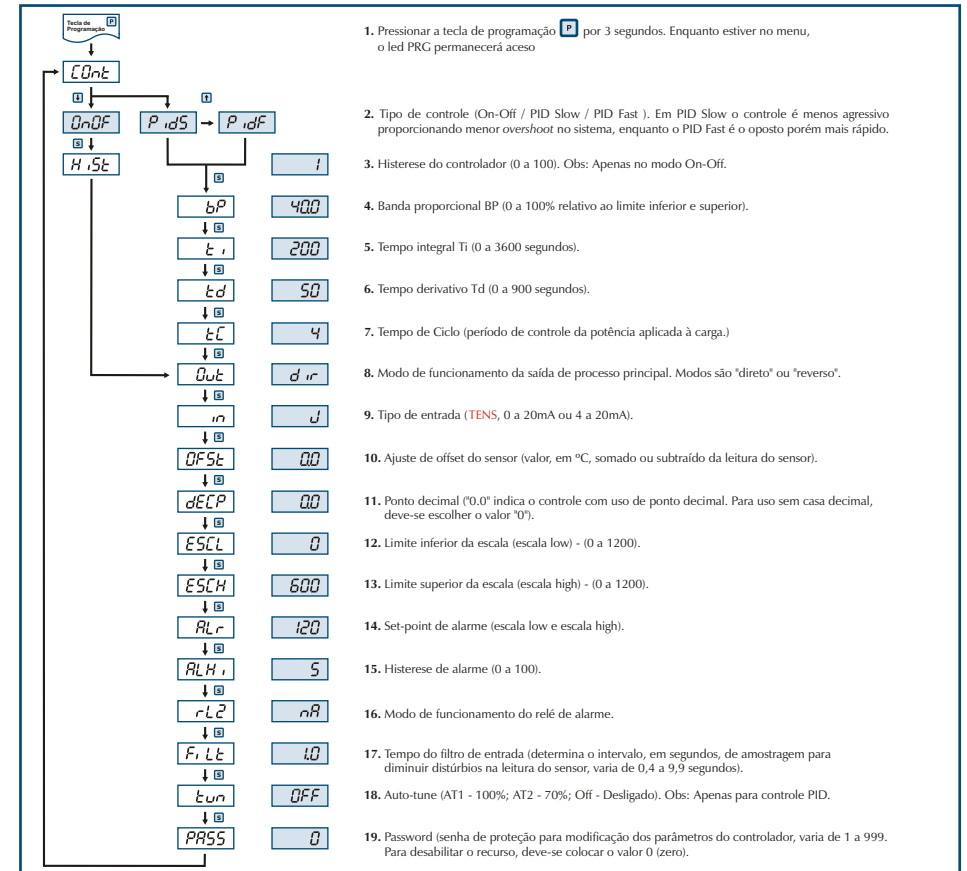 Tecla de
Programação P
1. Pressionar a tecla de programação P por 3 segundos. Enquanto estiver no menu,
o led PRG permanecerá aceso
COnt
OnOF PidS PidF
2. Tipo de controle (On-Off / PID Slow / PID Fast ). Em PID Slow o controle é menos agressivo
proporcionando menor overshoot no sistema, enquanto o PID Fast é o oposto porém mais rápido.
S
HiSt 1
3. Histerese do controlador (0 a 100). Obs: Apenas no modo On-Off.
S
bP 40.0
4. Banda proporcional BP (0 a 100% relativo ao limite inferior e superior).
S
ti 200
5. Tempo integral Ti (0 a 3600 segundos).
S
td 50
6. Tempo derivativo Td (0 a 900 segundos).
S
tC 4
7. Tempo de Ciclo (período de controle da potência aplicada à carga.)
S
Out dir
8. Modo de funcionamento da saída de processo principal. Modos são "direto" ou "reverso".
S
in J
9. Tipo de entrada (TENS, 0 a 20mA ou 4 a 20mA).
S
OFSt 0.0
10. Ajuste de offset do sensor (valor, em ºC, somado ou subtraído da leitura do sensor).
S
dECP 0.0
11. Ponto decimal ("0.0" indica o controle com uso de ponto decimal. Para uso sem casa decimal,
deve-se escolher o valor "0").
S
ESCL 0
12. Limite inferior da escala (escala low) - (0 a 1200).
S
ESCH 600
13. Limite superior da escala (escala high) - (0 a 1200).
S
ALr 120
14. Set-point de alarme (escala low e escala high).
S
ALHi 5
15. Histerese de alarme (0 a 100).
S
rL2 nA
16. Modo de funcionamento do relé de alarme.
S
FiLt 1.0
17. Tempo do filtro de entrada (determina o intervalo, em segundos, de amostragem para
diminuir distúrbios na leitura do sensor, varia de 0,4 a 9,9 segundos).
S
tun OFF
18. Auto-tune (AT1 - 100%; AT2 - 70%; Off - Desligado). Obs: Apenas para controle PID.
S
PASS 0
19. Password (senha de proteção para modificação dos parâmetros do controlador, varia de 1 a 999.
Para desabilitar o recurso, deve-se colocar o valor 0 (zero).